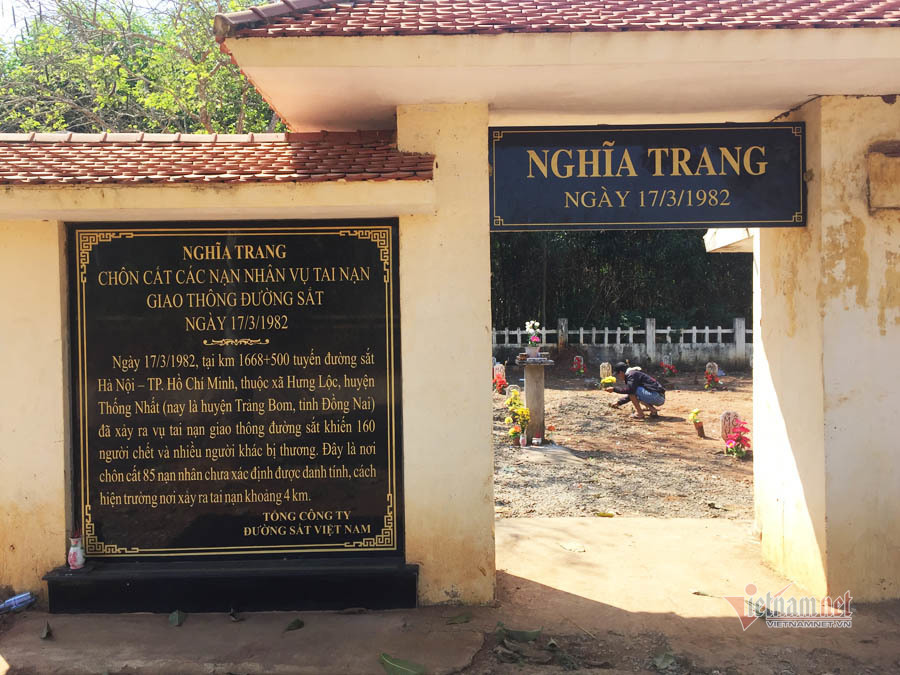 NGHĨA TRANG
NGÀY 17/3/1982
NGHĨA TRANG
CHÔN CẤT CÁC NẠN NHÂN VỤ TAI NẠN
GIAO THÔNG ĐƯỜNG SẮT
NGÀY 17/3/1982
Ngày 17/3/1982, tại km 1668+500 tuyến đường sắt
Hà Nội – TP. Hồ Chí Minh, thuộc xã Hưng Lộc, huyện
Thống Nhất (nay là huyện Trảng Bom, tỉnh Đồng Nai)
đã xảy ra vụ tai nạn giao thông đường sắt khiến 160
người chết và nhiều người khác bị thương. Đây là nơi
chôn cất 85 nạn nhân chưa xác định được danh tính, cách
hiện trường nơi xảy ra tai nạn khoảng 4 km.
TỔNG CÔNG TY
ĐƯỜNG SẮT VIỆT NAM
Vietnamnet
VIETNAMNET.VN